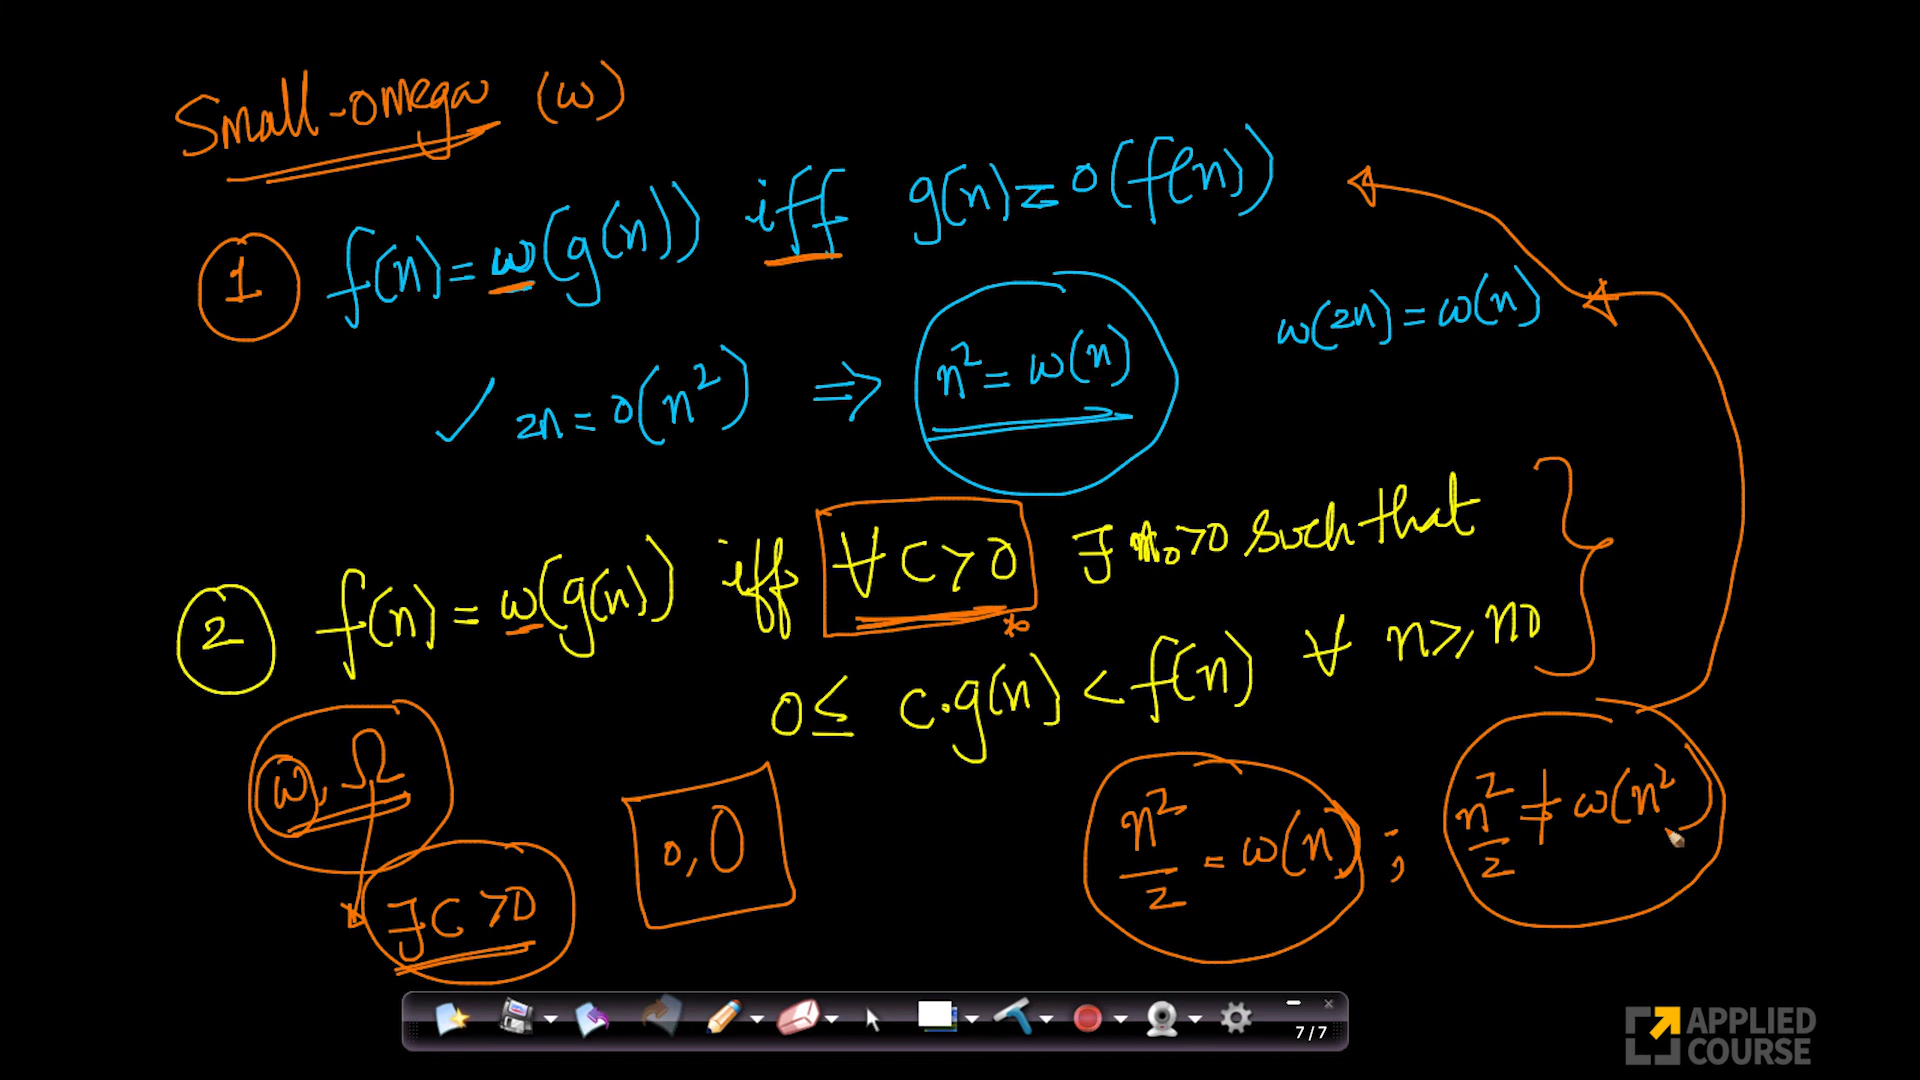 Small-omega (ω)
1 f(n) = ω(g(n)) iff g(n) = o(f(n))
✓ 2n = o(n²) ⇒ n² = ω(n) ω(2n) = ω(n)
2 f(n) = ω(g(n)) iff ∀ c > 0 ∃ n₀ > 0 such that
0 ≤ c·g(n) < f(n) ∀ n ≥ n₀
ω, Ω
∃ c > 0
o, O
n²/2 = ω(n) ; n²/2 ≠ ω(n²)
7/7
APPLIED
COURSE